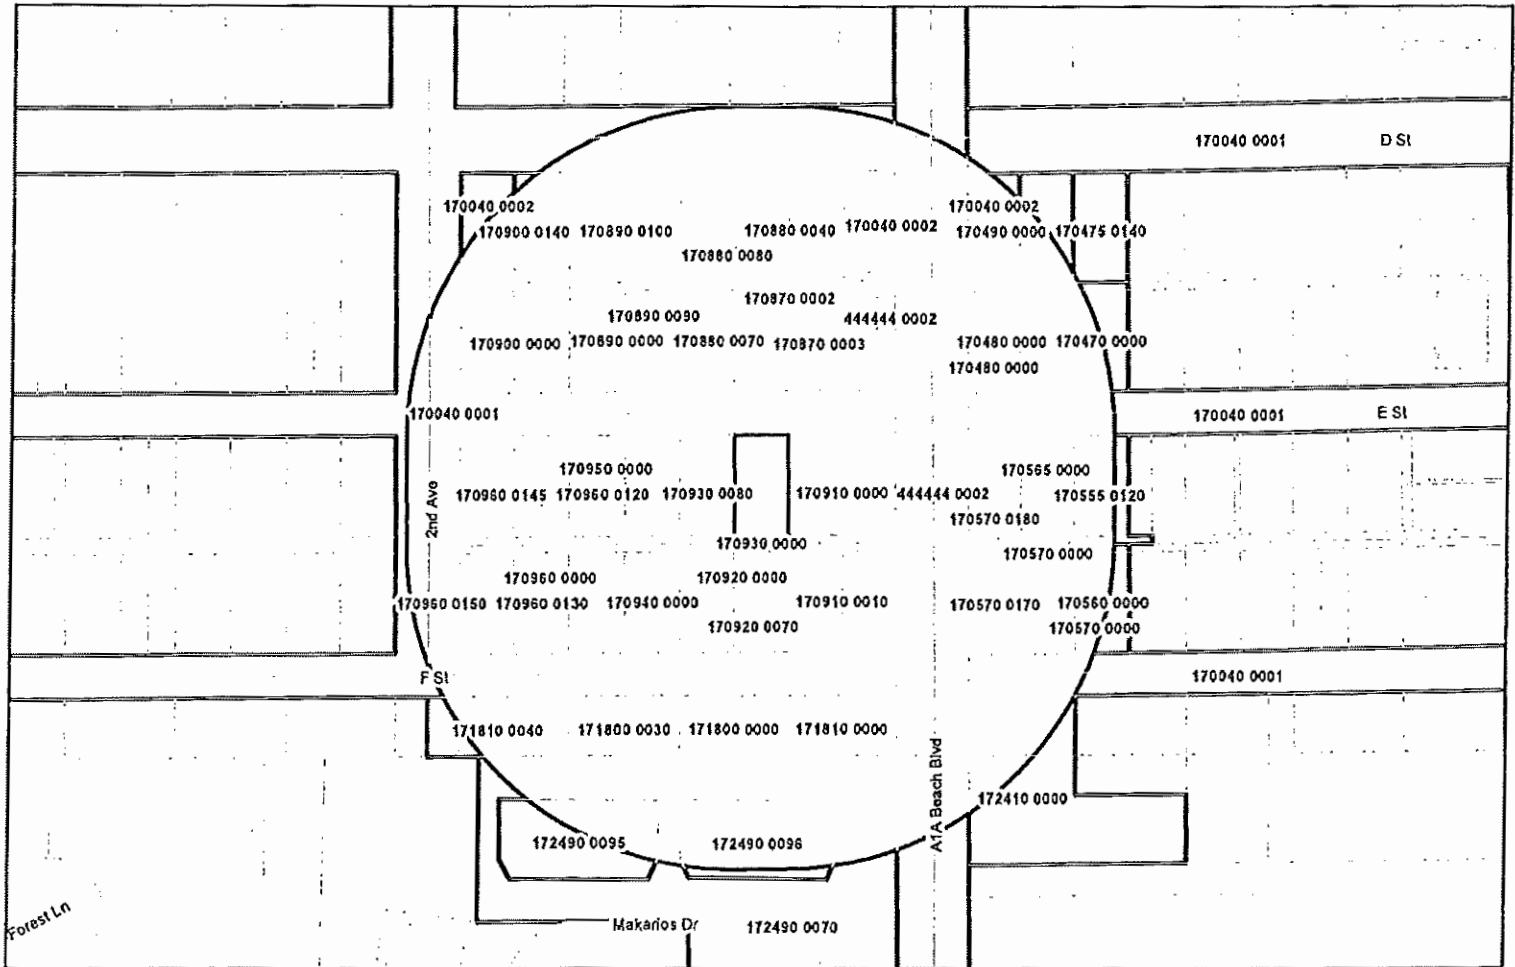 170040 0001 D St
170040 0002 170040 0002
170900 0140 170890 0100 170880 0040 170040 0002 170490 0000 170475 0140
170880 0080
170870 0002
170890 0090 444444 0002
170900 0000 170890 0000 170880 0070 170870 0003 170480 0000 170470 0000
170480 0000
170040 0001 170040 0001 E St
170950 0000 170565 0000
170960 0145 170960 0120 170930 0080 170910 0000 444444 0002 170555 0120
2nd Ave
170570 0180
170930 0000
170570 0000
170960 0000 170920 0000
170960 0150 170960 0130 170940 0000 170910 0010 170570 0170 170560 0000
170920 0070 170570 0000
F St 170040 0001
171810 0040 171800 0030 171800 0000 171810 0000
A1A Beach Blvd
172410 0000
172490 0095 172490 0096
Forest Ln
Makarios Dr 172490 0070